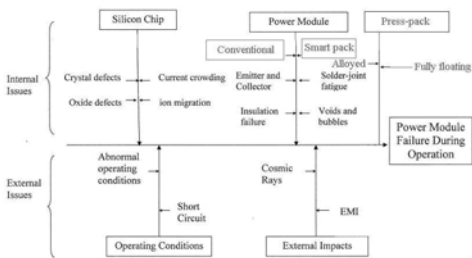 Silicon Chip
Power Module
Press-pack
Conventional
Smart pack
Alloyed
Fully floating
Internal
Issues
Crystal defects
Current crowding
Oxide defects
ion migration
Emitter and
Collector
Solder-joint
fatigue
Insulation
failure
Voids and
bubbles
Power Module
Failure During
Operation
External
Issues
Abnormal
operating
conditions
Short
Circuit
Cosmic
Rays
EMI
Operating Conditions
External Impacts